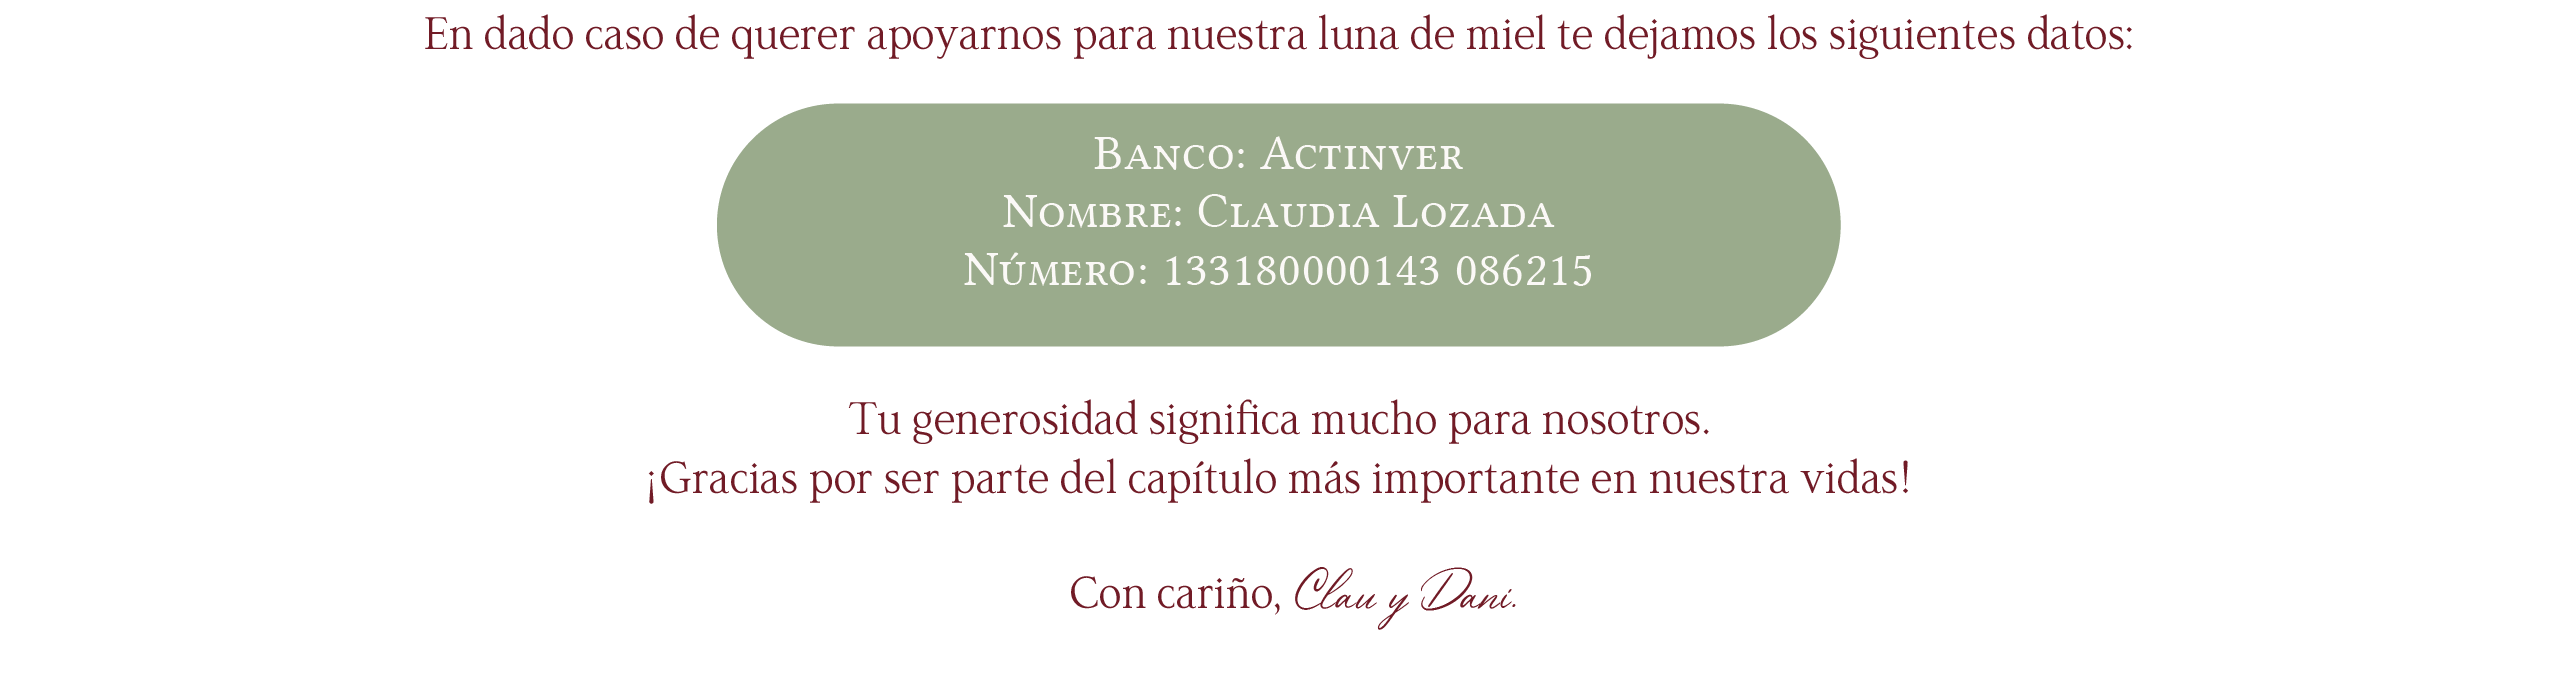 En dado caso de querer apoyarnos para nuestra luna de miel te dejamos los siguientes datos:
Banco: Actinver
Nombre: Claudia Lozada
Número: 133180000143 086215
Tu generosidad significa mucho para nosotros.
¡Gracias por ser parte del capítulo más importante en nuestra vidas!
Con cariño, Clau y Dani.